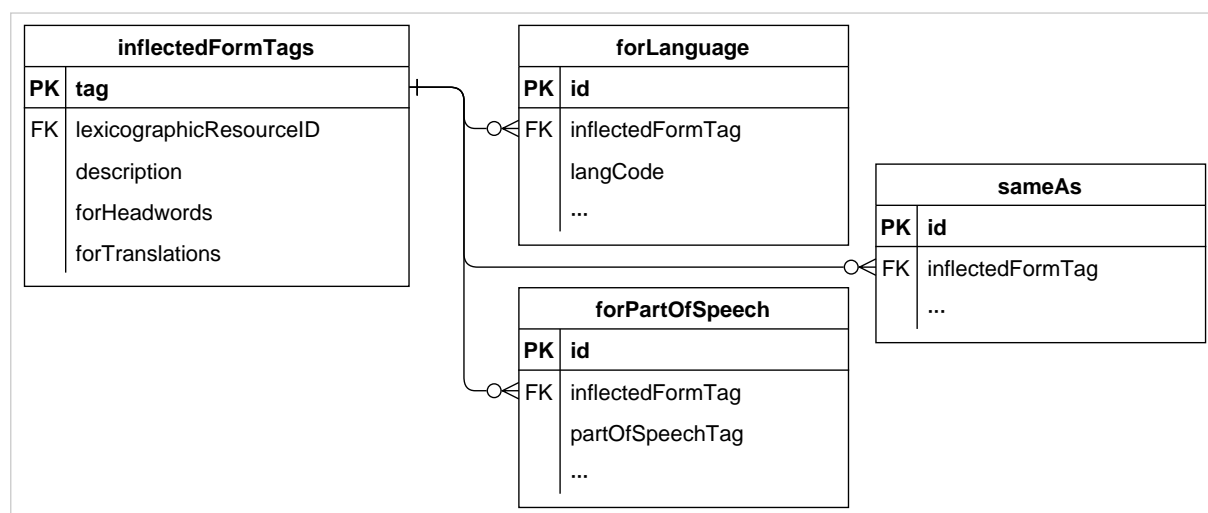 inflectedFormTags
PK tag
FK lexicographicResourceID
description
forHeadwords
forTranslations
forLanguage
PK id
FK inflectedFormTag
langCode
...
sameAs
PK id
FK inflectedFormTag
...
forPartOfSpeech
PK id
FK inflectedFormTag
partOfSpeechTag
...